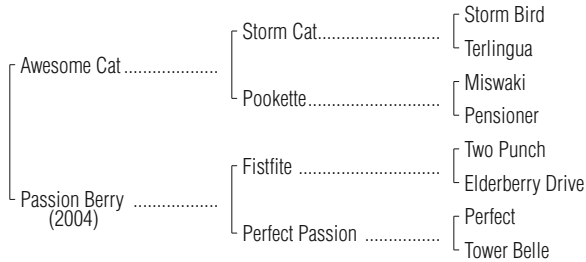 Storm Bird
Storm Cat
Terlingua
Awesome Cat
Miswaki
Pookette
Pensioner
Two Punch
Fistfite
Elderberry Drive
Passion Berry
(2004)
Perfect
Perfect Passion
Tower Belle